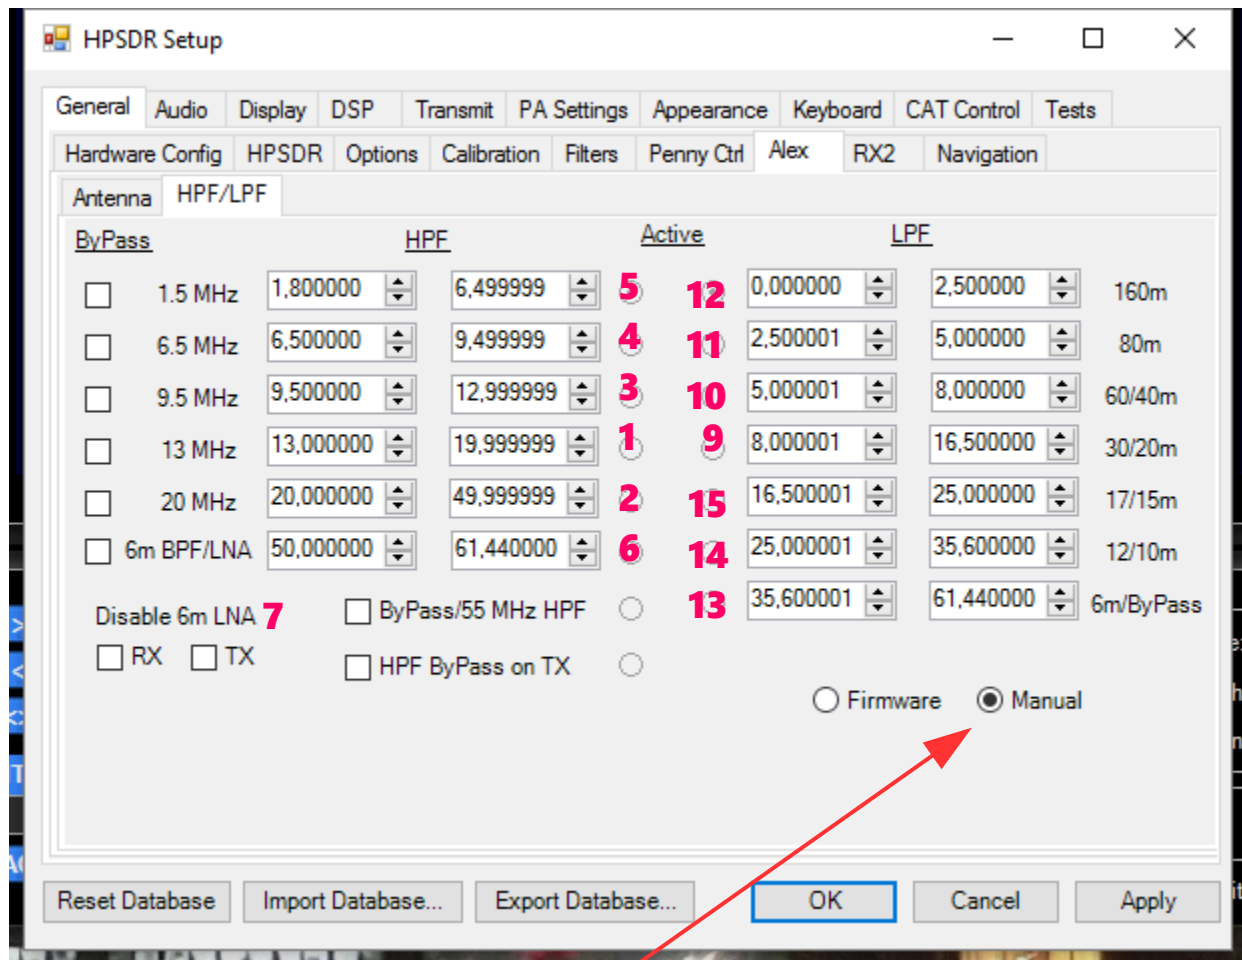 HPSDR Setup
General Audio Display DSP Transmit PA Settings Appearance Keyboard CAT Control Tests
Hardware Config HPSDR Options Calibration Filters Penny Ctrl Alex RX2 Navigation
Antenna HPF/LPF
ByPass HPF Active LPF
1.5 MHz 1,800000 6,499999 5 12 0,000000 2,500000 160m
6.5 MHz 6,500000 9,499999 4 11 2,500001 5,000000 80m
9.5 MHz 9,500000 12,999999 3 10 5,000001 8,000000 60/40m
13 MHz 13,000000 19,999999 1 9 8,000001 16,500000 30/20m
20 MHz 20,000000 49,999999 2 15 16,500001 25,000000 17/15m
6m BPF/LNA 50,000000 61,440000 6 14 25,000001 35,600000 12/10m
Disable 6m LNA 7 ByPass/55 MHz HPF 13 35,600001 61,440000 6m/ByPass
RX TX HPF ByPass on TX
Firmware Manual
Reset Database Import Database... Export Database... OK Cancel Apply